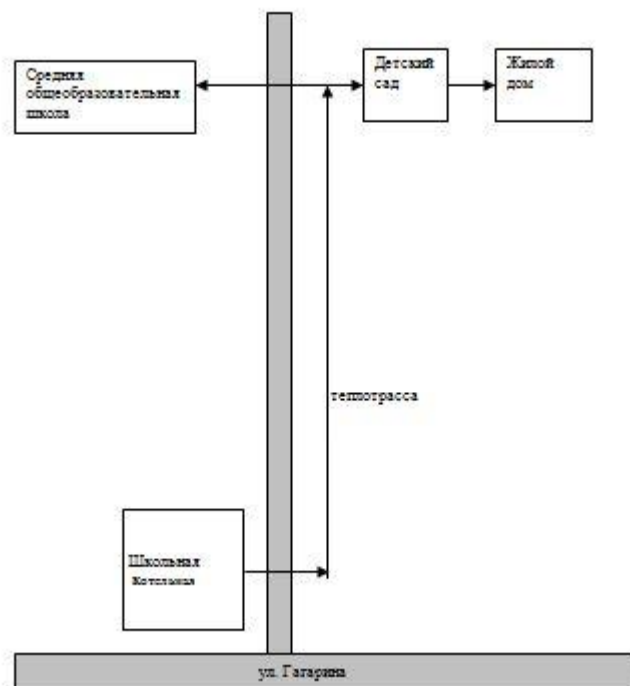 Средняя
общеобразовательная
школа
Детский
сад
Жилой
дом
теплотрасса
Школьная
Котельная
ул. Гагарина